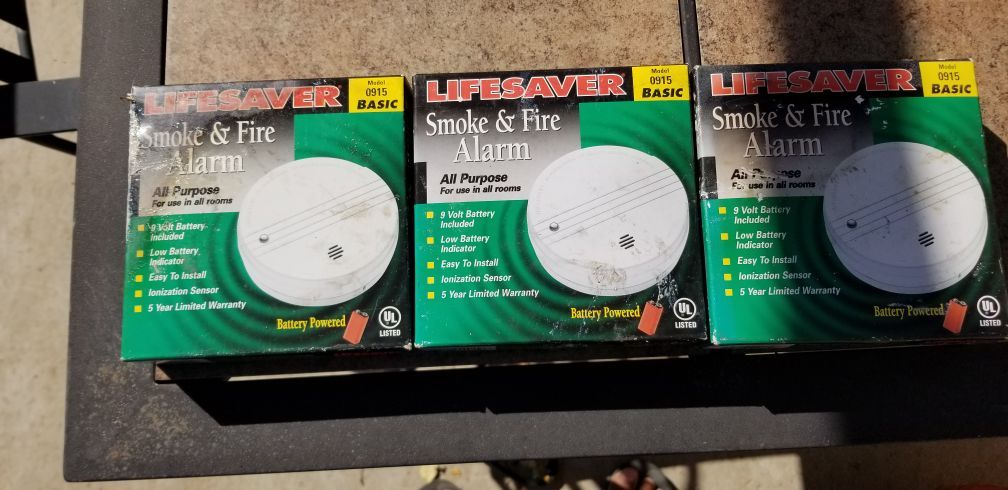 LIFESAVER
Model
0915
BASIC
Smoke & Fire
Alarm
All Purpose
For use in all rooms
9 Volt Battery
Included
Low Battery
Indicator
Easy To Install
Ionization Sensor
5 Year Limited Warranty
Battery Powered
UL
LISTED
LIFESAVER
Model
0915
BASIC
Smoke & Fire
Alarm
All Purpose
For use in all rooms
9 Volt Battery
Included
Low Battery
Indicator
Easy To Install
Ionization Sensor
5 Year Limited Warranty
Battery Powered
UL
LISTED
LIFESAVER
Model
0915
BASIC
Smoke & Fire
Alarm
All Purpose
For use in all rooms
9 Volt Battery
Included
Low Battery
Indicator
Easy To Install
Ionization Sensor
5 Year Limited Warranty
Battery Powered
UL
LISTED